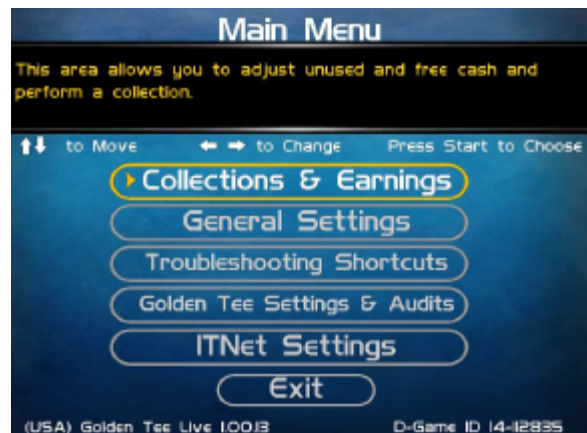 Main Menu
This area allows you to adjust unused and free cash and
perform a collection.
to Move to Change Press Start to Choose
Collections & Earnings
General Settings
Troubleshooting Shortcuts
Golden Tee Settings & Audits
ITNet Settings
Exit
(USA) Golden Tee Live 1.00.13 D-Game ID 14-12835